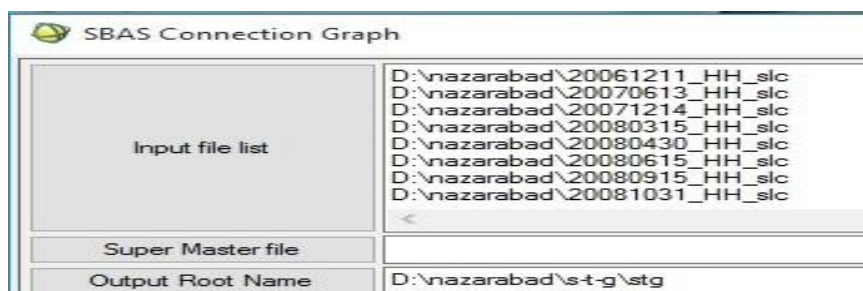 SBAS Connection Graph
Input file list
D:\nazarabad\20061211_HH_slc
D:\nazarabad\20070613_HH_slc
D:\nazarabad\20071214_HH_slc
D:\nazarabad\20080315_HH_slc
D:\nazarabad\20080430_HH_slc
D:\nazarabad\20080615_HH_slc
D:\nazarabad\20080915_HH_slc
D:\nazarabad\20081031_HH_slc
Super Master file
Output Root Name
D:\nazarabad\s-t-g\stg